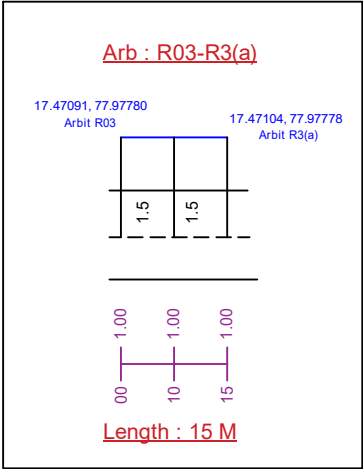 Arb : R03-R3(a)
17.47091, 77.97780
Arbit R03
17.47104, 77.97778
Arbit R3(a)
1.5
1.5
1.00
1.00
1.00
00
10
15
Length : 15 M